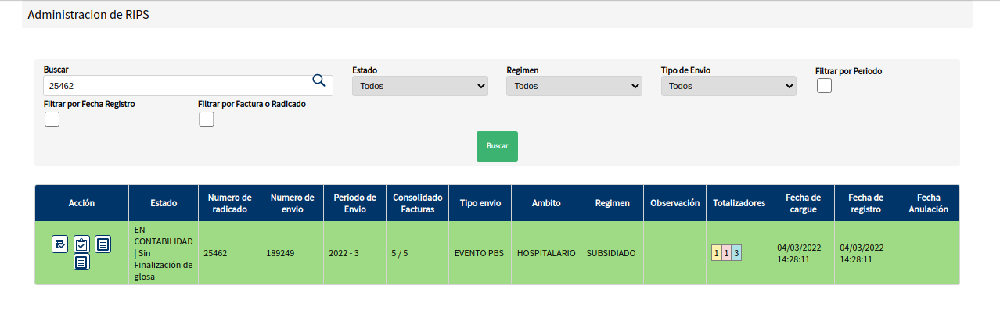 Administracion de RIPS
Buscar
Estado
Regimen
Tipo de Envio
Filtrar por Periodo
25462
Todos
Todos
Todos
Filtrar por Fecha Registro
Filtrar por Factura o Radicado
Buscar
Acción
Estado
Numero de
radicado
Numero de
envio
Periodo de
Envio
Consolidado
Facturas
Tipo envio
Ambito
Regimen
Observación
Totalizadores
Fecha de
cargue
Fecha de
registro
Fecha
Anulación
EN
CONTABILIDAD
| Sin
Finalización de
glosa
25462
189249
2022 - 3
5 / 5
EVENTO PBS
HOSPITALARIO
SUBSIDIADO
1 1 3
04/03/2022
14:28:11
04/03/2022
14:28:11